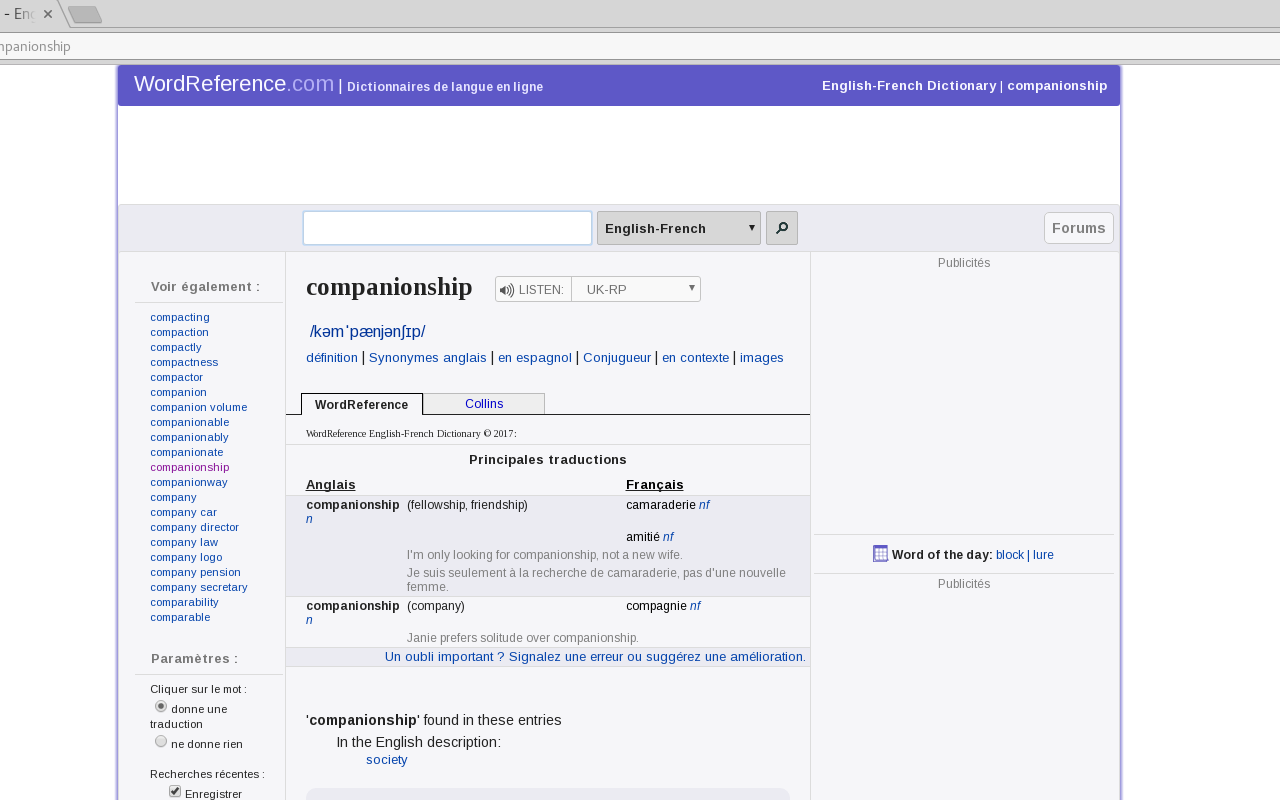 - Eng
mpanionship
WordReference.com | Dictionnaires de langue en ligne
English-French Dictionary | companionship
English-French
Forums
Voir également :
compacting
compaction
compactly
compactness
compactor
companion
companion volume
companionable
companionably
companionate
companionship
companionway
company
company car
company director
company law
company logo
company pension
company secretary
comparability
comparable
Paramètres :
Cliquer sur le mot :
donne une
traduction
ne donne rien
Recherches récentes :
Enregistrer
companionship
LISTEN:
UK-RP
/kəmˈpænjənʃɪp/
définition | Synonymes anglais | en espagnol | Conjugueur | en contexte | images
WordReference
Collins
WordReference English-French Dictionary © 2017:
Principales traductions
Anglais Français
companionship (fellowship, friendship) camaraderie nf
n
amitié nf
I'm only looking for companionship, not a new wife.
Je suis seulement à la recherche de camaraderie, pas d'une nouvelle
femme.
companionship (company) compagnie nf
n
Janie prefers solitude over companionship.
Un oubli important ? Signalez une erreur ou suggérez une amélioration.
'companionship' found in these entries
In the English description:
society
Publicités
Word of the day: block | lure
Publicités